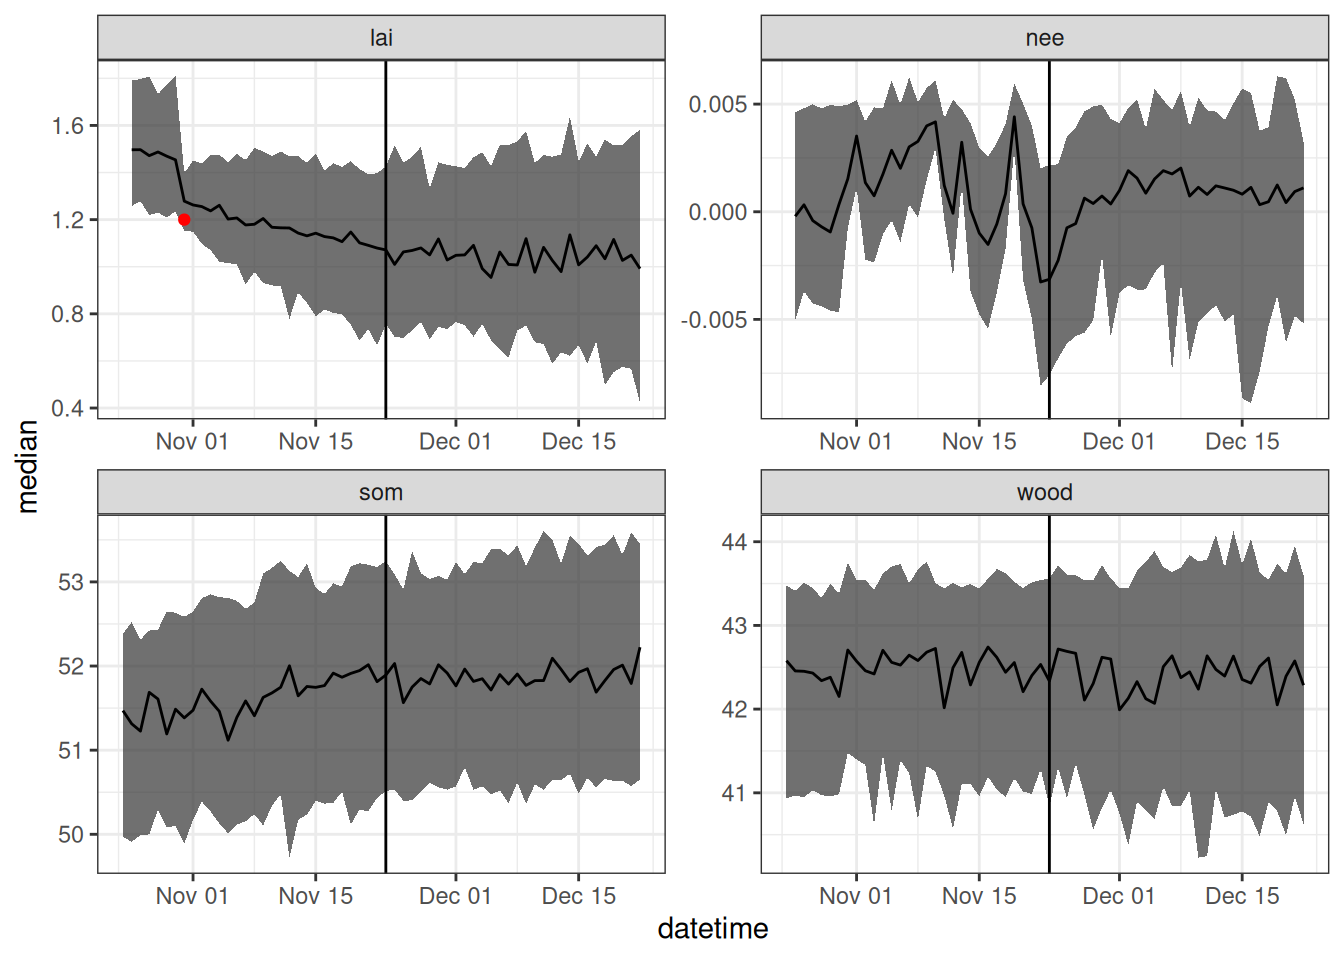 lai
nee
1.6
1.2
0.8
0.4
0.005
0.000
-0.005
Nov 01 Nov 15 Dec 01 Dec 15
Nov 01 Nov 15 Dec 01 Dec 15
median
som
wood
53
52
51
50
44
43
42
41
Nov 01 Nov 15 Dec 01 Dec 15
Nov 01 Nov 15 Dec 01 Dec 15
datetime